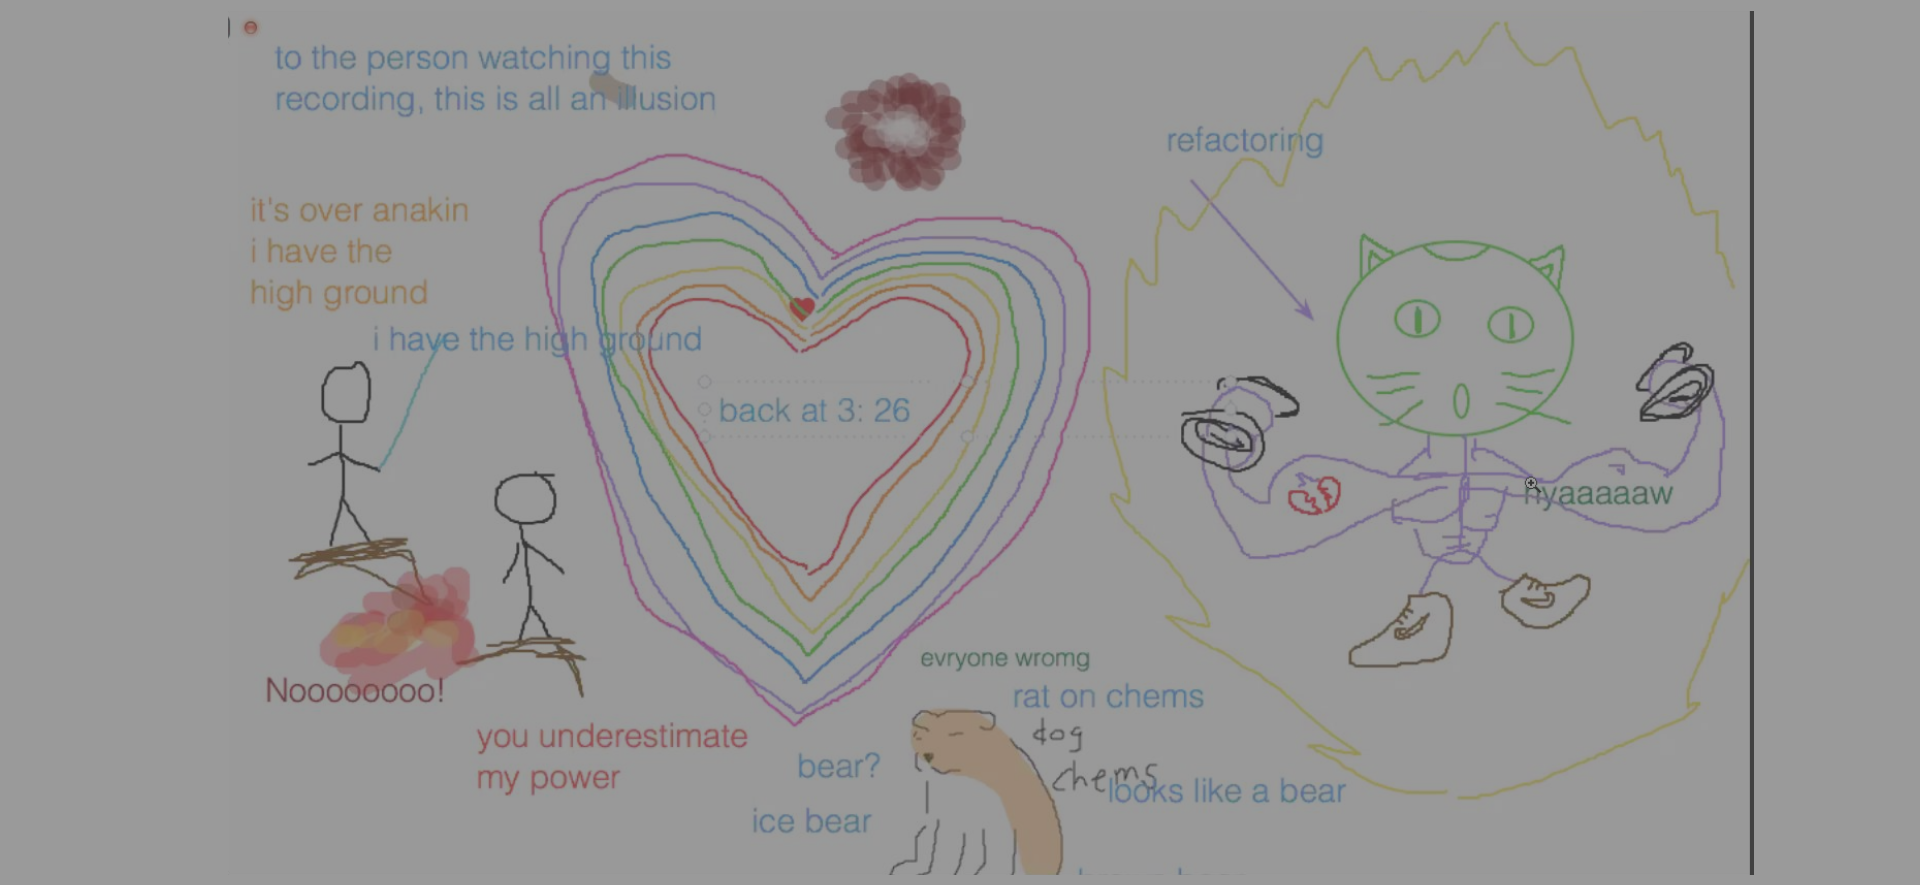 to the person watching this
recording, this is all an illusion
refactoring
it's over anakin
i have the
high ground
i have the high ground
back at 3: 26
nyaaaaaw
evryone wromg
Noooooooo!
rat on chems
you underestimate
my power
dog
bear?
chems
looks like a bear
ice bear